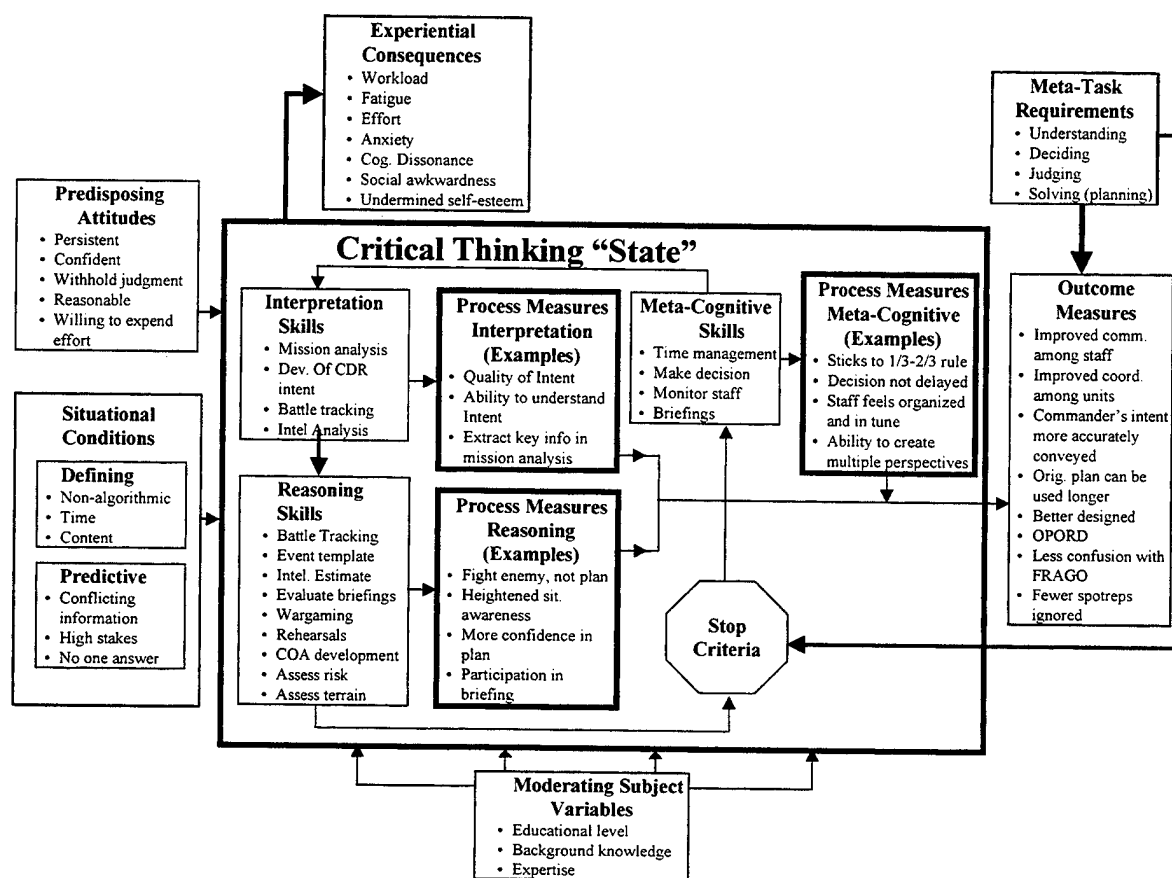 Experiential
Consequences
• Workload
• Fatigue
• Effort
• Anxiety
• Cog. Dissonance
• Social awkwardness
• Undermined self-esteem
Meta-Task
Requirements
• Understanding
• Deciding
• Judging
• Solving (planning)
Predisposing
Attitudes
• Persistent
• Confident
• Withhold judgment
• Reasonable
• Willing to expend
effort
Situational
Conditions
Defining
• Non-algorithmic
• Time
• Content
Predictive
• Conflicting
information
• High stakes
• No one answer
Critical Thinking “State”
Interpretation
Skills
• Mission analysis
• Dev. Of CDR
intent
• Battle tracking
• Intel Analysis
Process Measures
Interpretation
(Examples)
• Quality of Intent
• Ability to understand
Intent
• Extract key info in
mission analysis
Meta-Cognitive
Skills
• Time management
• Make decision
• Monitor staff
• Briefings
Process Measures
Meta-Cognitive
(Examples)
• Sticks to 1/3-2/3 rule
• Decision not delayed
• Staff feels organized
and in tune
• Ability to create
multiple perspectives
Reasoning
Skills
• Battle Tracking
• Event template
• Intel. Estimate
• Evaluate briefings
• Wargaming
• Rehearsals
• COA development
• Assess risk
• Assess terrain
Process Measures
Reasoning
(Examples)
• Fight enemy, not plan
• Heightened sit.
awareness
• More confidence in
plan
• Participation in
briefing
Stop
Criteria
Outcome
Measures
• Improved comm.
among staff
• Improved coord.
among units
• Commander’s intent
more accurately
conveyed
• Orig. plan can be
used longer
• Better designed
• OPORD
• Less confusion with
FRAGO
• Fewer spotreps
ignored
Moderating Subject
Variables
• Educational level
• Background knowledge
• Expertise